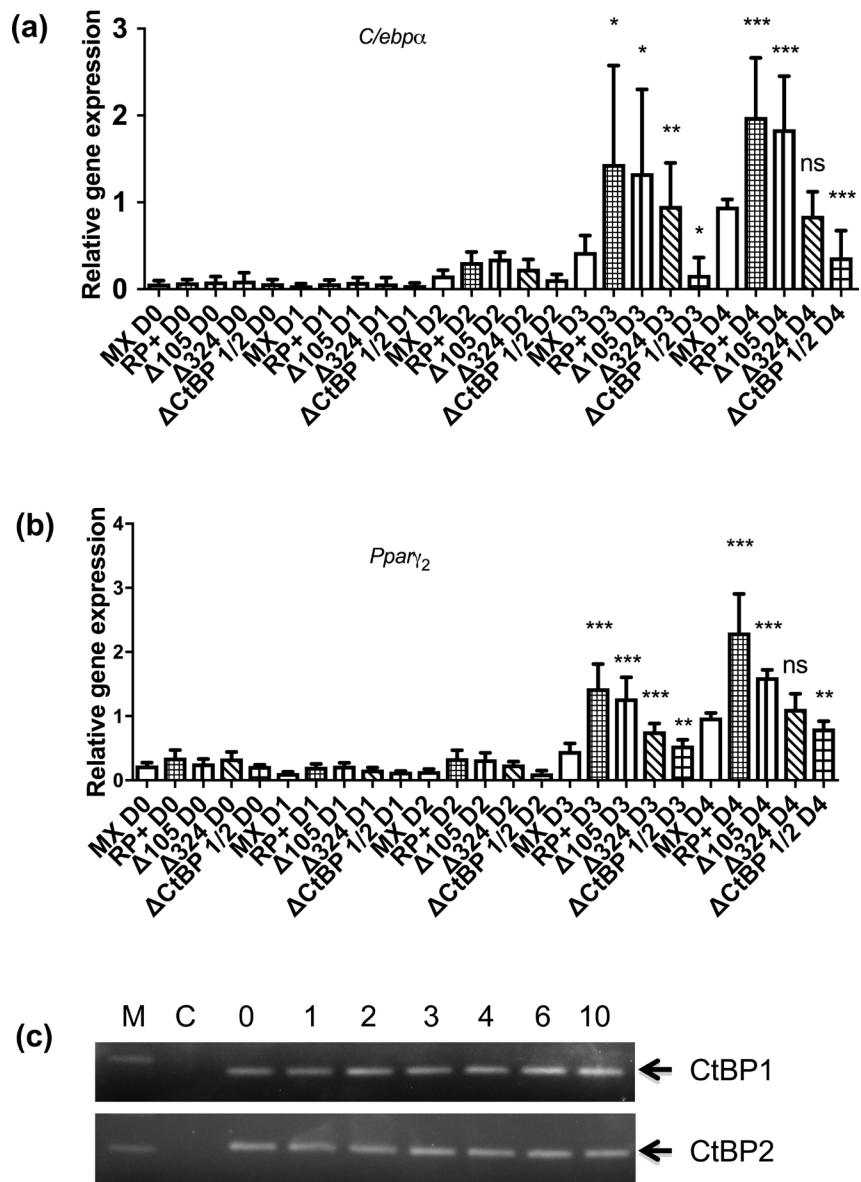 (a)
C/ebpα
Relative gene expression
3
2
1
0
* * ** * *** *** ns ***
MX D0
RP+ D0
Δ105 D0
Δ324 D0
ΔCtBP 1/2 D0
MX D1
RP+ D1
Δ105 D1
Δ324 D1
ΔCtBP 1/2 D1
MX D2
RP+ D2
Δ105 D2
Δ324 D2
ΔCtBP 1/2 D2
MX D3
RP+ D3
Δ105 D3
Δ324 D3
ΔCtBP 1/2 D3
MX D4
RP+ D4
Δ105 D4
Δ324 D4
ΔCtBP 1/2 D4
(b)
Pparγ2
Relative gene expression
4
3
2
1
0
*** *** *** ** *** *** ns **
MX D0
RP+ D0
Δ105 D0
Δ324 D0
ΔCtBP 1/2 D0
MX D1
RP+ D1
Δ105 D1
Δ324 D1
ΔCtBP 1/2 D1
MX D2
RP+ D2
Δ105 D2
Δ324 D2
ΔCtBP 1/2 D2
MX D3
RP+ D3
Δ105 D3
Δ324 D3
ΔCtBP 1/2 D3
MX D4
RP+ D4
Δ105 D4
Δ324 D4
ΔCtBP 1/2 D4
(c)
M C 0 1 2 3 4 6 10
CtBP1
CtBP2